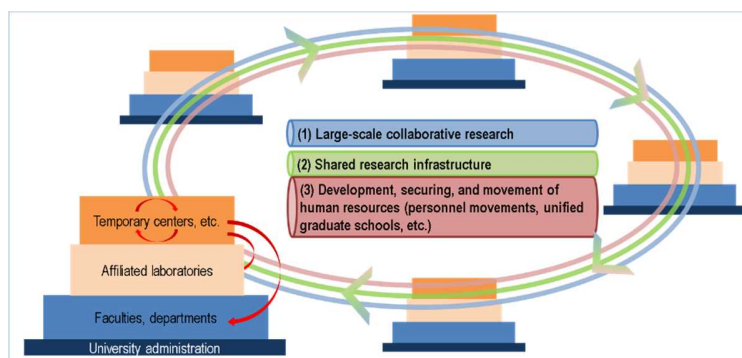 (1) Large-scale collaborative research
(2) Shared research infrastructure
(3) Development, securing, and movement of
human resources (personnel movements, unified
graduate schools, etc.)
Temporary centers, etc.
Affiliated laboratories
Faculties, departments
University administration